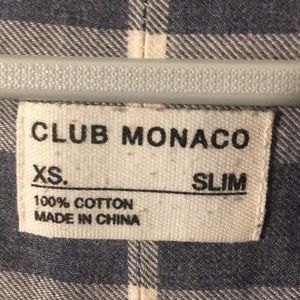 CLUB MONACO
XS. SLIM
100% COTTON
MADE IN CHINA